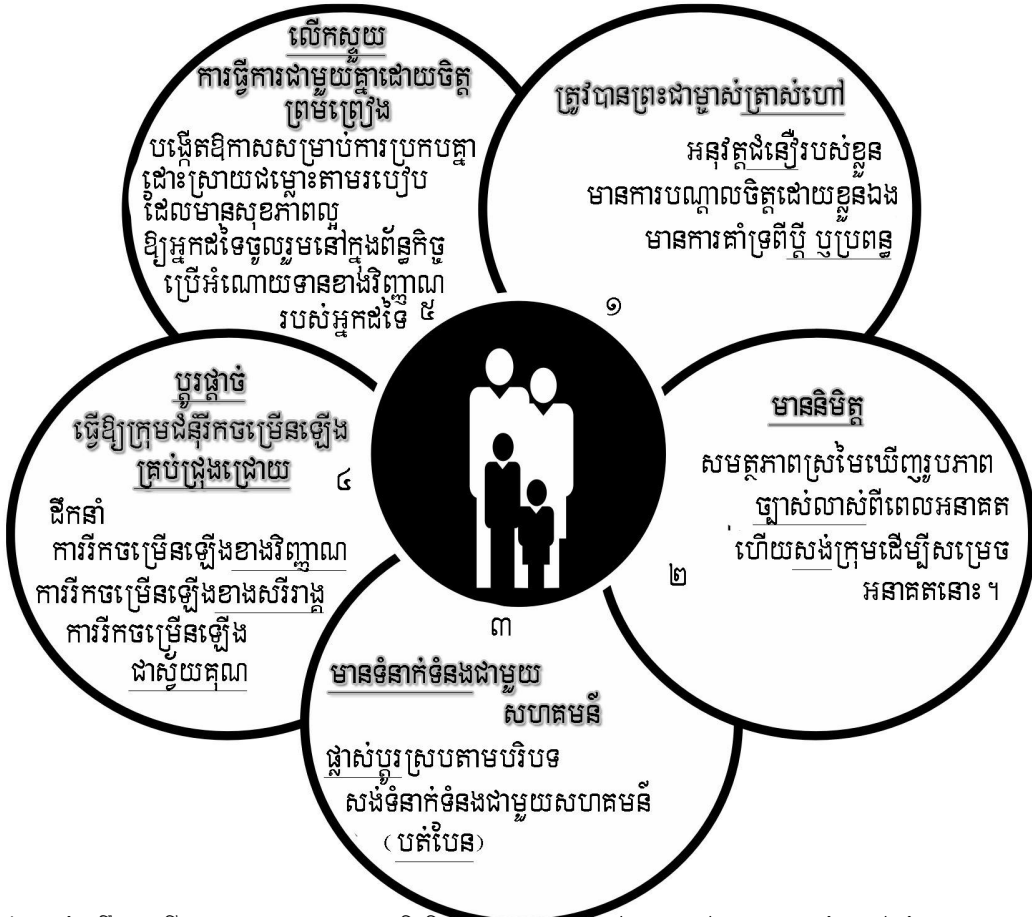 ត្រូវបានព្រះជាម្ចាស់ត្រាស់ហៅ
អនុវត្តជំនឿរបស់ខ្លួន
មានការបណ្ដាលចិត្តដោយខ្លួនឯង
មានការគាំទ្រពីប្ដី ឬប្រពន្ធ
១
មាននិមិត្ត
សមត្ថភាពស្រមៃឃើញរូបភាព
ច្បាស់លាស់ពីពេលអនាគត
ហើយសង់ក្រុមដើម្បីសម្រេច
អនាគតនោះ ។
២
៣
មានទំនាក់ទំនងជាមួយ
សហគមន៍
ផ្លាស់ប្ដូរស្របតាមបរិបទ
សង់ទំនាក់ទំនងជាមួយសហគមន៍
(បត់បែន)
ប្ដូរផ្ដាច់
ធ្វើឱ្យក្រុមជំនុំរីកចម្រើនឡើង
គ្រប់ជ្រុងជ្រោយ
៤
ដឹកនាំ
ការរីកចម្រើនឡើងខាងវិញ្ញាណ
ការរីកចម្រើនឡើងខាងសរីរាង្គ
ការរីកចម្រើនឡើង
ជាស្វ័យគុណ
លើកស្ទួយ
ការធ្វើការជាមួយគ្នាដោយចិត្ត
ព្រមព្រៀង
បង្កើតឱកាសសម្រាប់ការប្រកបគ្នា
ដោះស្រាយជម្លោះតាមរបៀប
ដែលមានសុខភាពល្អ
ឱ្យអ្នកដទៃចូលរួមនៅក្នុងព័ន្ធកិច្ច
ប្រើអំណោយទានខាងវិញ្ញាណ
របស់អ្នកដទៃ ៥